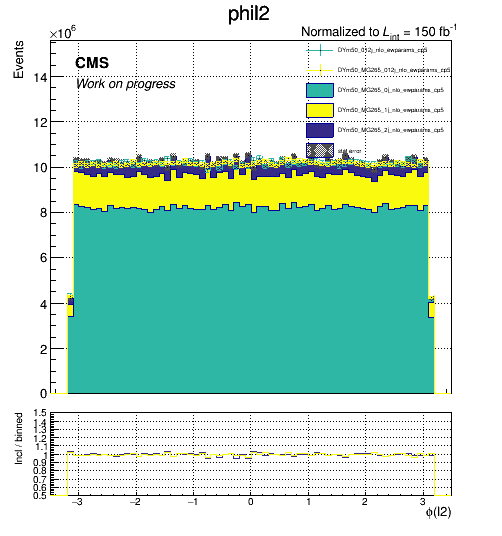 phil2
Normalized to L_int = 150 fb⁻¹
×10⁶
Events
CMS
Work on progress
DYm50_012j_nlo_ewparams_cp5
DYm50_MG265_012j_nlo_ewparams_cp5
DYm50_MG265_0j_nlo_ewparams_cp5
DYm50_MG265_1j_nlo_ewparams_cp5
DYm50_MG265_2j_nlo_ewparams_cp5
stat error
14
12
10
8
6
4
2
0
Incl / binned
1.5
1.4
1.3
1.2
1.1
1
0.9
0.8
0.7
0.6
0.5
−3
−2
−1
0
1
2
3
ϕ(l2)